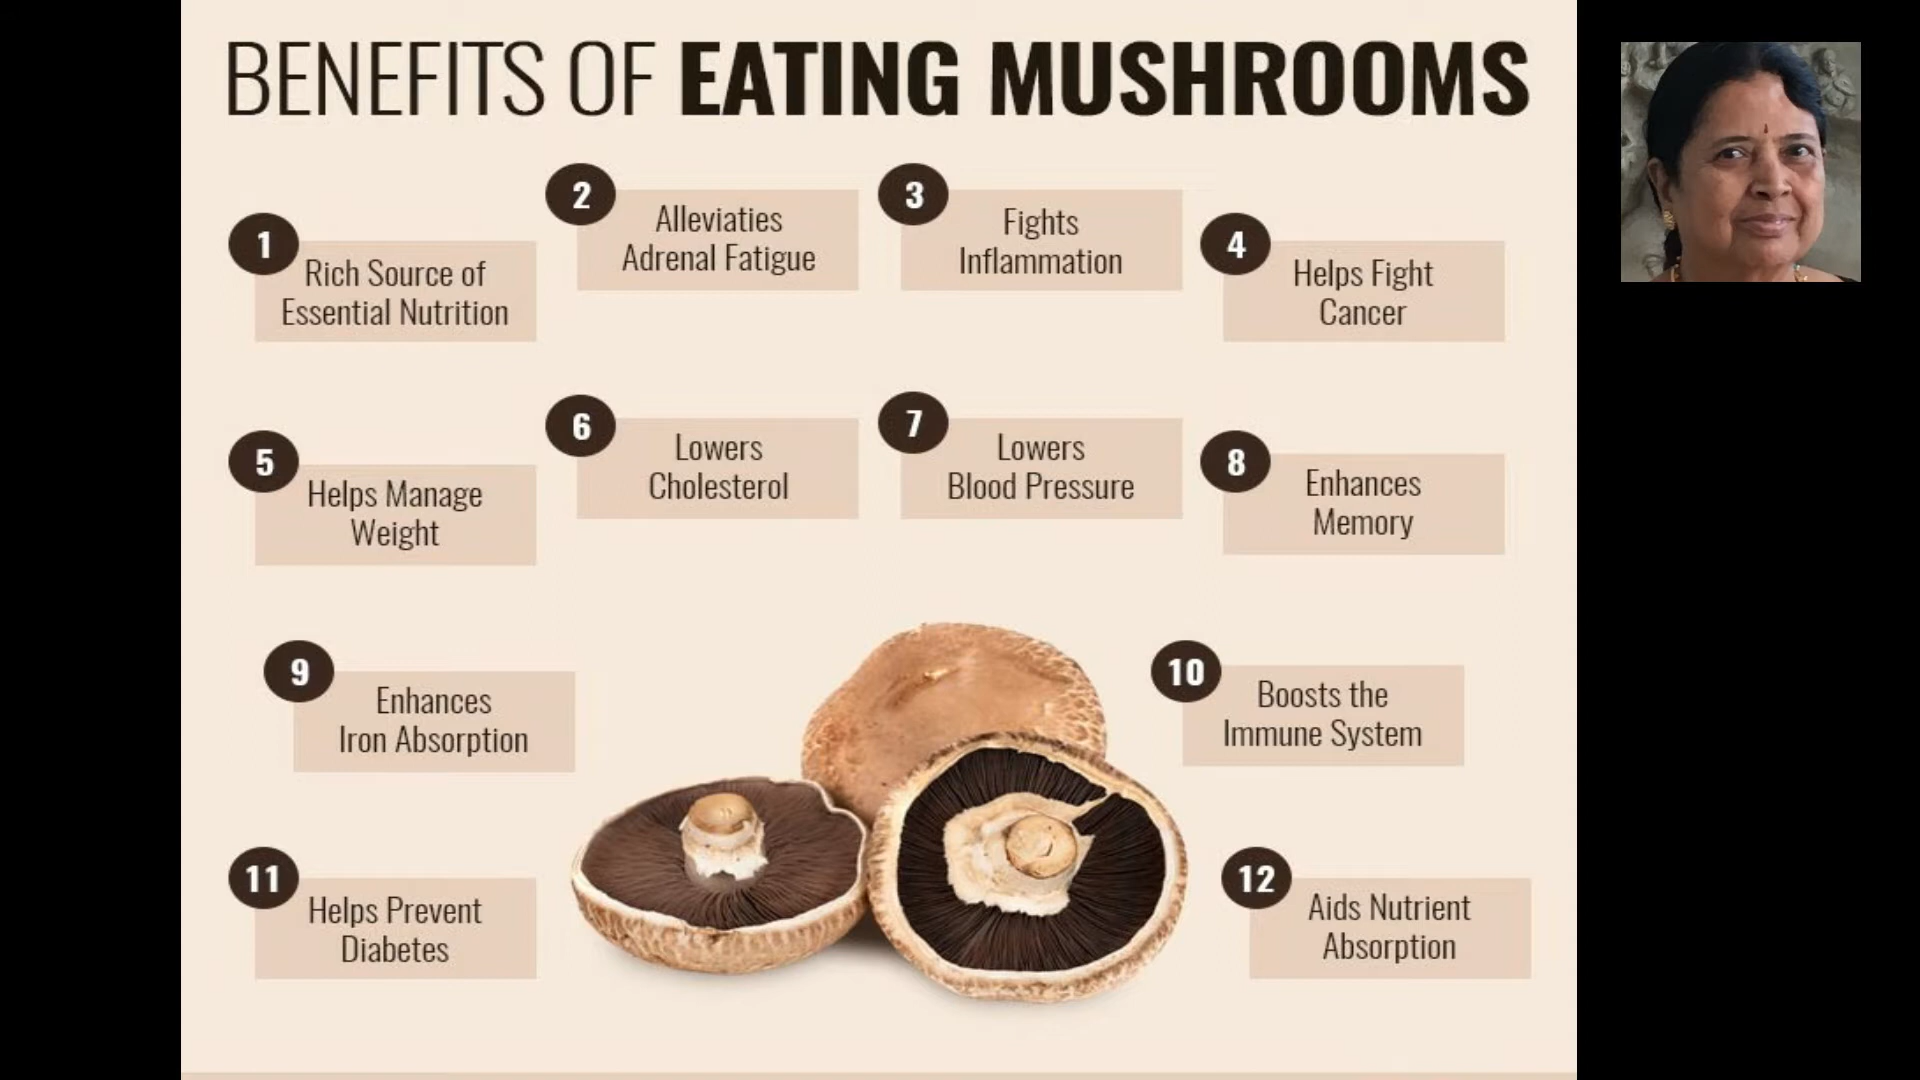 BENEFITS OF EATING MUSHROOMS
1
Rich Source of
Essential Nutrition
2
Alleviaties
Adrenal Fatigue
3
Fights
Inflammation
4
Helps Fight
Cancer
5
Helps Manage
Weight
6
Lowers
Cholesterol
7
Lowers
Blood Pressure
8
Enhances
Memory
9
Enhances
Iron Absorption
10
Boosts the
Immune System
11
Helps Prevent
Diabetes
12
Aids Nutrient
Absorption